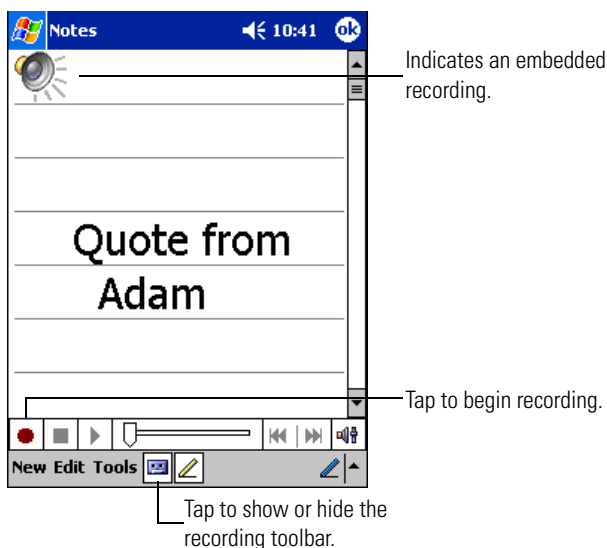 Notes 10:41 ok
Indicates an embedded
recording.
Quote from
Adam
Tap to begin recording.
New Edit Tools
Tap to show or hide the
recording toolbar.